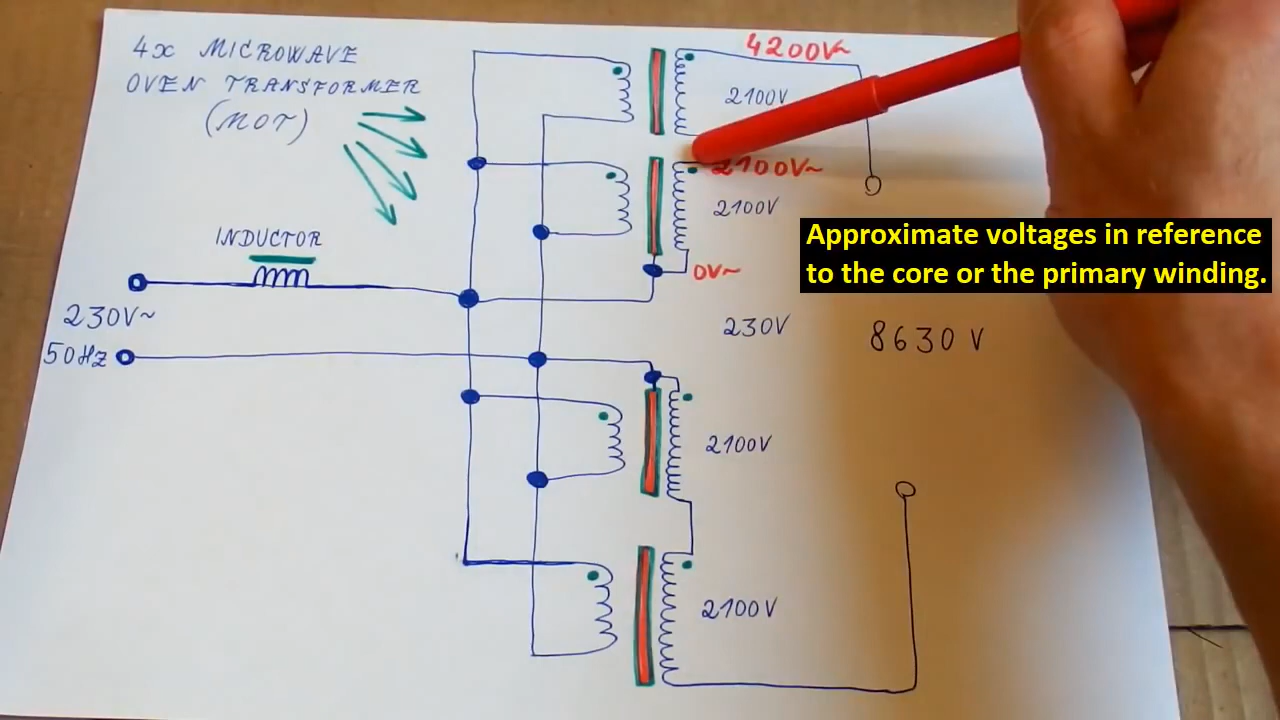 4x MICROWAVE
OVEN TRANSFORMER
(MOT)
INDUCTOR
230V~
50Hz
4200V~
2100V
2100V~
2100V
0V~
Approximate voltages in reference
to the core or the primary winding.
230V
8630 V
2100V
2100V